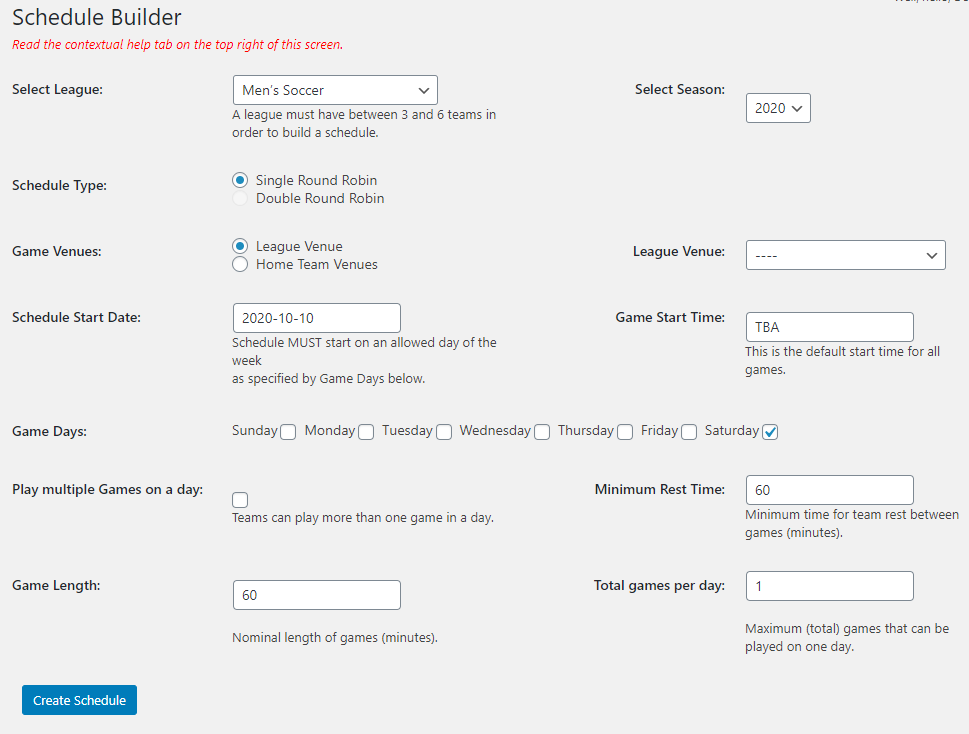 Schedule Builder
Read the contextual help tab on the top right of this screen.
Select League:
Men's Soccer
A league must have between 3 and 6 teams in
order to build a schedule.
Select Season:
2020
Schedule Type:
Single Round Robin
Double Round Robin
Game Venues:
League Venue
Home Team Venues
League Venue:
----
Schedule Start Date:
2020-10-10
Schedule MUST start on an allowed day of the
week
as specified by Game Days below.
Game Start Time:
TBA
This is the default start time for all
games.
Game Days:
Sunday Monday Tuesday Wednesday Thursday Friday Saturday
Play multiple Games on a day:
Teams can play more than one game in a day.
Minimum Rest Time:
60
Minimum time for team rest between
games (minutes).
Game Length:
60
Nominal length of games (minutes).
Total games per day:
1
Maximum (total) games that can be
played on one day.
Create Schedule